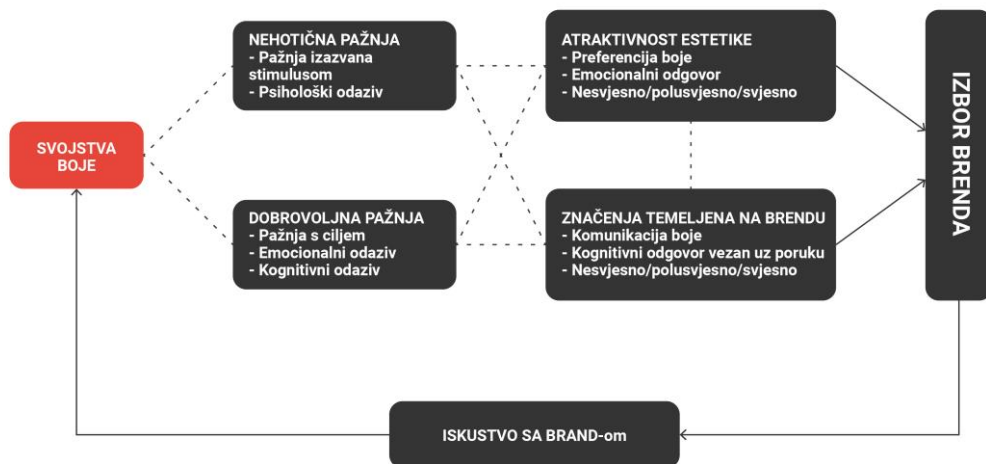 SVOJSTVA
BOJE
NEHOTIČNA PAŽNJA
- Pažnja izazvana
stimulusom
- Psihološki odaziv
DOBROVOLJNA PAŽNJA
- Pažnja s ciljem
- Emocionalni odaziv
- Kognitivni odaziv
ATRAKTIVNOST ESTETIKE
- Preferencija boje
- Emocionalni odgovor
- Nesvjesno/polusvjesno/svjesno
ZNAČENJA TEMELJENA NA BRENDU
- Komunikacija boje
- Kognitivni odgovor vezan uz poruku
- Nesvjesno/polusvjesno/svjesno
IZBOR BRENDA
ISKUSTVO SA BRAND-om